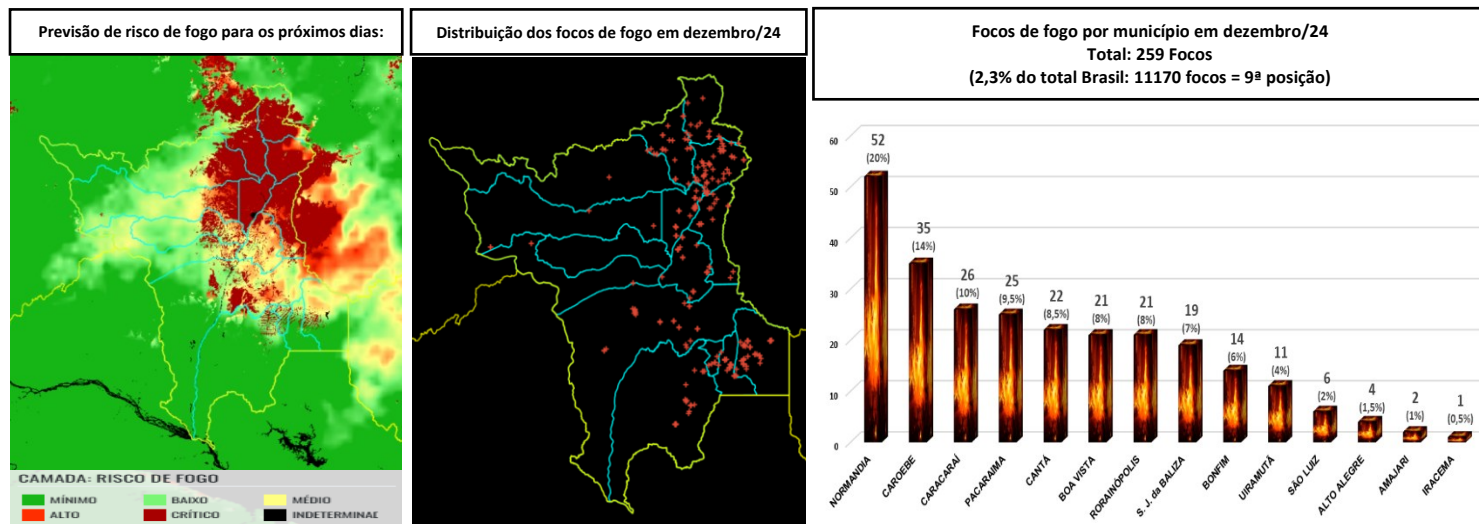 Previsão de risco de fogo para os próximos dias:
CAMADA: RISCO DE FOGO
MÍNIMO
BAIXO
MÉDIO
ALTO
CRÍTICO
INDETERMINAD
Distribuição dos focos de fogo em dezembro/24
Focos de fogo por município em dezembro/24
Total: 259 Focos
(2,3% do total Brasil: 11170 focos = 9ª posição)
60
50
40
30
20
10
0
52
(20%)
35
(14%)
26
(10%)
25
(9,5%)
22
(8,5%)
21
(8%)
21
(8%)
19
(7%)
14
(6%)
11
(4%)
6
(2%)
4
(1,5%)
2
(1%)
1
(0,5%)
NORMANDIA
CAROEBE
CARACARAÍ
PACARAIMA
CANTÁ
BOA VISTA
RORAINÓPOLIS
S. J. da BALIZA
BONFIM
UIRAMUTÃ
SÃO LUIZ
ALTO ALEGRE
AMAJARI
IRACEMA